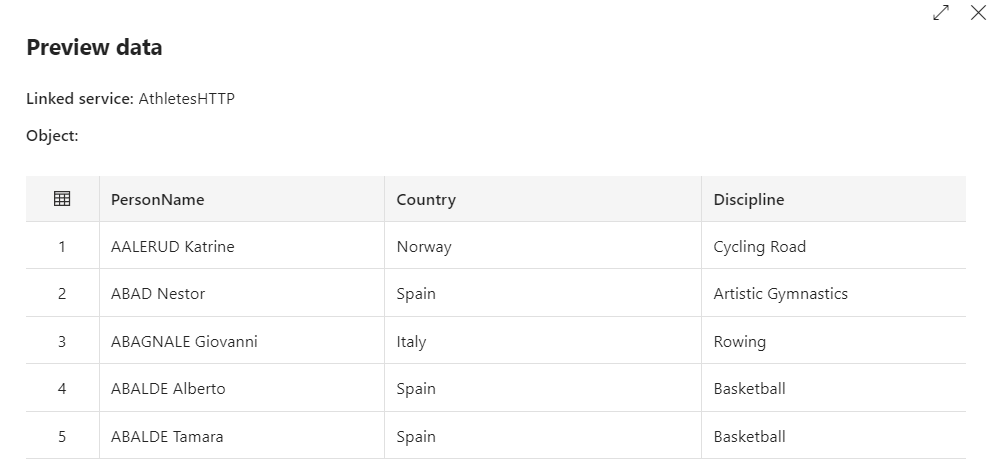 Preview data
Linked service: AthletesHTTP
Object:
PersonName Country Discipline
1 AALERUD Katrine Norway Cycling Road
2 ABAD Nestor Spain Artistic Gymnastics
3 ABAGNALE Giovanni Italy Rowing
4 ABALDE Alberto Spain Basketball
5 ABALDE Tamara Spain Basketball